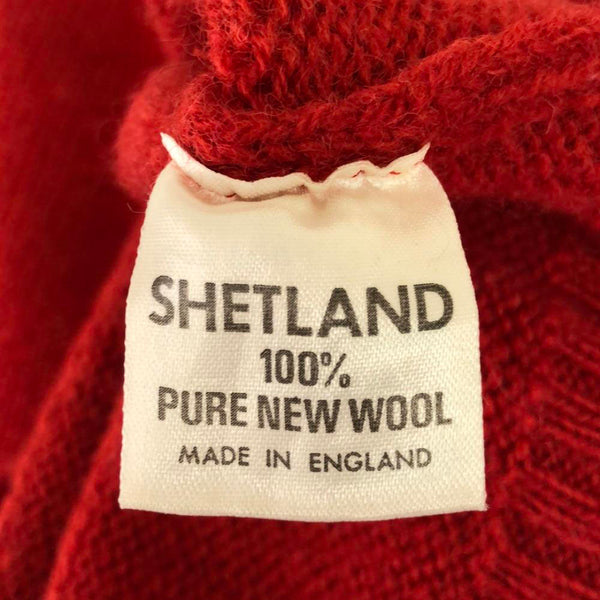 SHETLAND
100%
PURE NEW WOOL
MADE IN ENGLAND